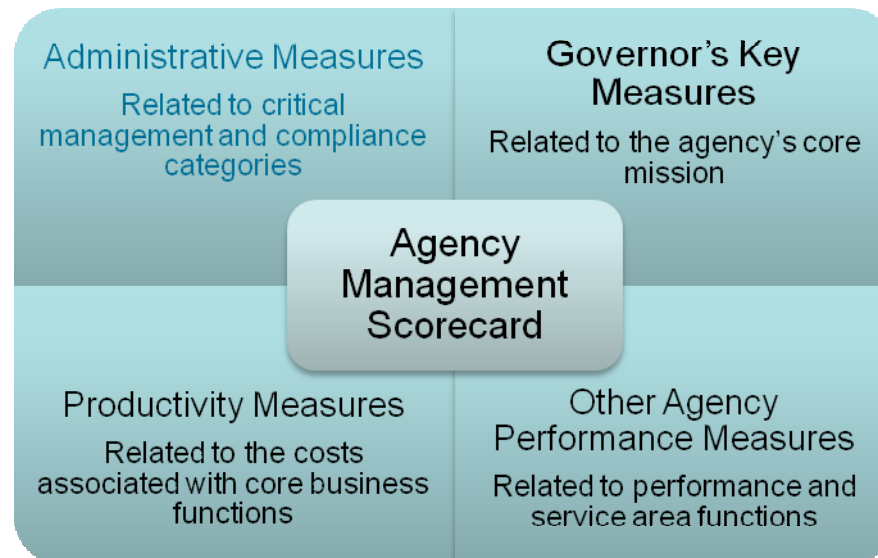 Administrative Measures
Related to critical
management and compliance
categories
Governor's Key
Measures
Related to the agency's core
mission
Agency
Management
Scorecard
Productivity Measures
Related to the costs
associated with core business
functions
Other Agency
Performance Measures
Related to performance and
service area functions